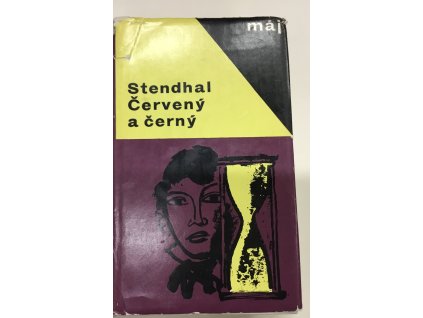 máj
Stendhal
Červený
a černý